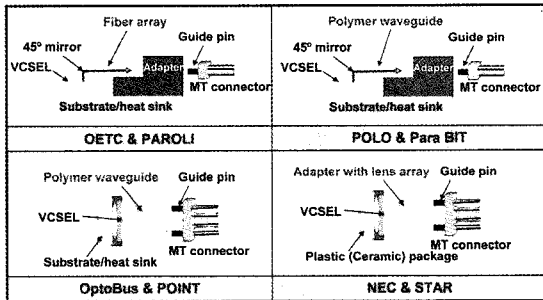 Fiber array
45º mirror
Guide pin
VCSEL
Adapter
MT connector
Substrate/heat sink
OETC & PAROLI
Polymer waveguide
45º mirror
Guide pin
VCSEL
Adapter
MT connector
Substrate/heat sink
POLO & Para BIT
Polymer waveguide
Guide pin
VCSEL
MT connector
Substrate/heat sink
OptoBus & POINT
Adapter with lens array
Guide pin
VCSEL
MT connector
Plastic (Ceramic) package
NEC & STAR